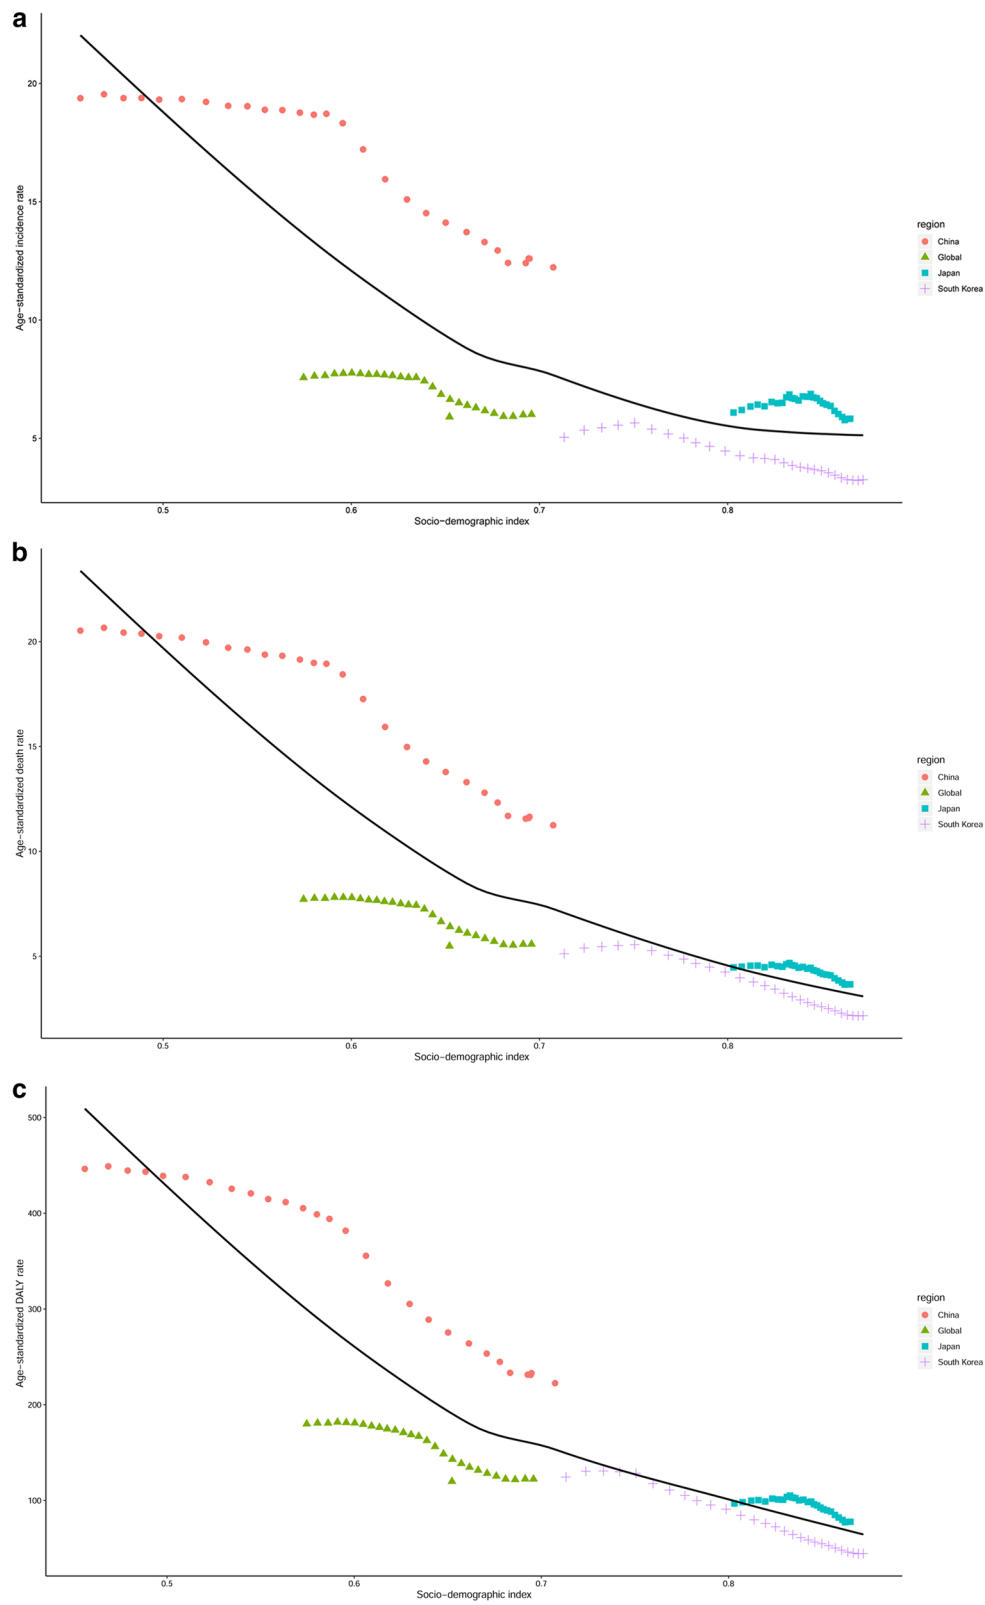 a
Age-standardized incidence rate
20
15
10
5
0.5 0.6 0.7 0.8
Socio-demographic index
region
China
Global
Japan
South Korea
b
Age-standardized death rate
20
15
10
5
0.5 0.6 0.7 0.8
Socio-demographic index
region
China
Global
Japan
South Korea
c
Age-standardized DALY rate
500
400
300
200
100
0.5 0.6 0.7 0.8
Socio-demographic index
region
China
Global
Japan
South Korea